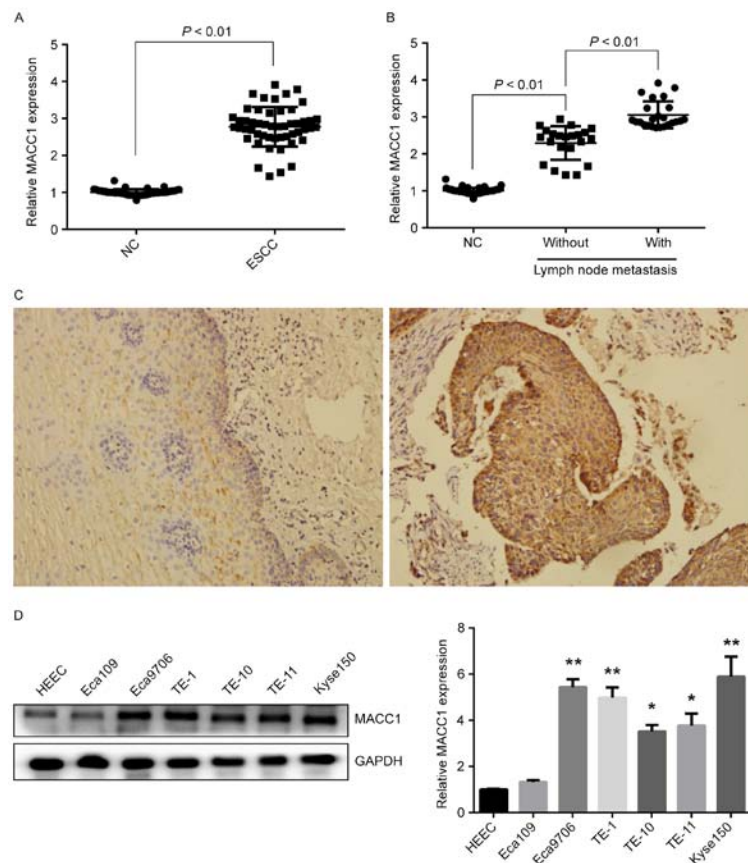 A
P < 0.01
Relative MACC1 expression
5
4
3
2
1
0
NC
ESCC
B
P < 0.01
P < 0.01
Relative MACC1 expression
5
4
3
2
1
0
NC
Without
With
Lymph node metastasis
C
D
HEEC
Eca109
Eca9706
TE-1
TE-10
TE-11
Kyse150
MACC1
GAPDH
Relative MACC1 expression
8
6
4
2
0
**
**
*
*
**
HEEC
Eca109
Eca9706
TE-1
TE-10
TE-11
Kyse150